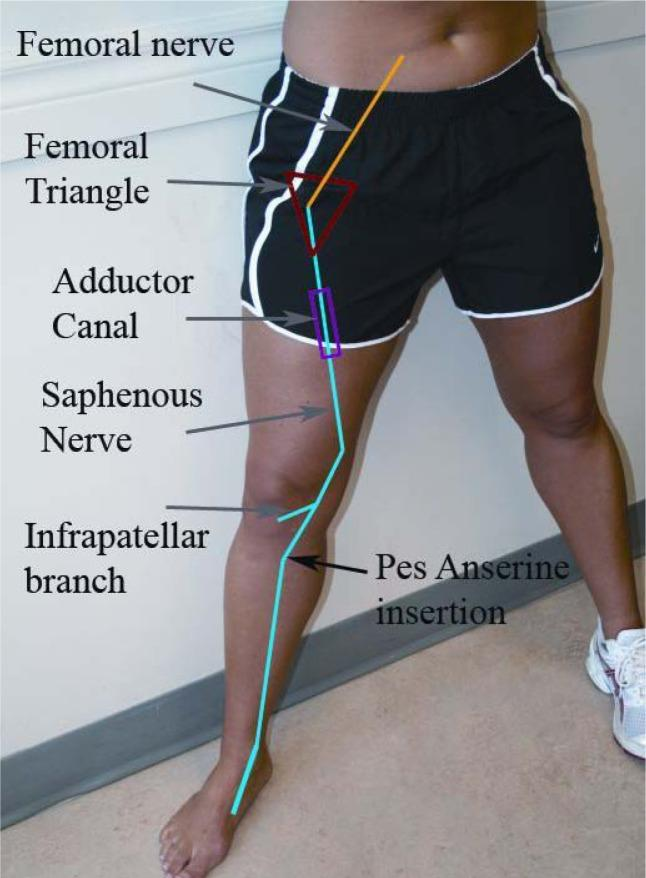 Femoral nerve
Femoral
Triangle
Adductor
Canal
Saphenous
Nerve
Infrapatellar
branch
Pes Anserine
insertion